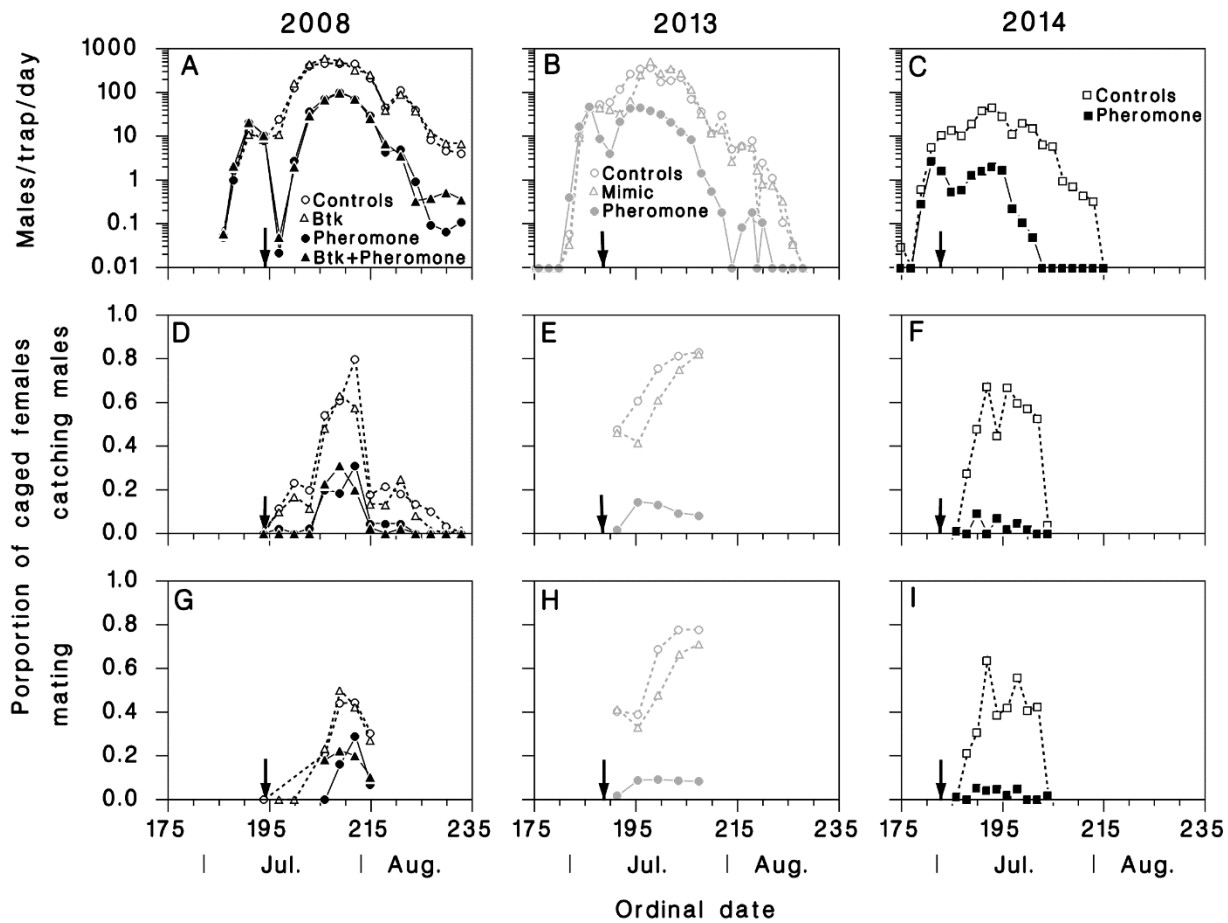 2008 2013 2014
Males/trap/day
1000
100
10
1
0.1
0.01
A
Controls
Btk
Pheromone
Btk+Pheromone
B
Controls
Mimic
Pheromone
C
Controls
Pheromone
Porportion of caged females
catching males
1.0
0.8
0.6
0.4
0.2
0.0
D
E
F
mating
1.0
0.8
0.6
0.4
0.2
0.0
G
H
I
175 195 215 235 175 195 215 235 175 195 215 235
| Jul. | Aug. | Jul. | Aug. | Jul. | Aug.
Ordinal date